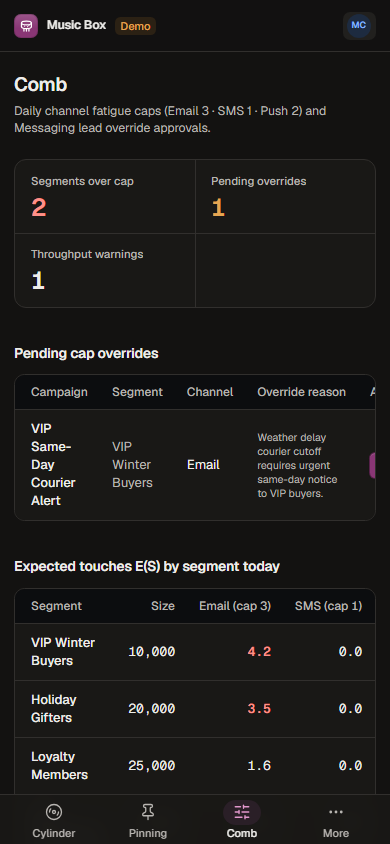 Music Box Demo MC
Comb
Daily channel fatigue caps (Email 3 · SMS 1 · Push 2) and
Messaging lead override approvals.
Segments over cap
2
Pending overrides
1
Throughput warnings
1
Pending cap overrides
Campaign Segment Channel Override reason
VIP
Same-
Day
Courier
Alert
VIP
Winter
Buyers
Email
Weather delay
courier cutoff
requires urgent
same-day notice
to VIP buyers.
Expected touches E(S) by segment today
Segment Size Email (cap 3) SMS (cap 1)
VIP Winter
Buyers
10,000 4.2 0.0
Holiday
Gifters
20,000 3.5 0.0
Loyalty
Members
25,000 1.6 0.0
Cylinder Pinning Comb More